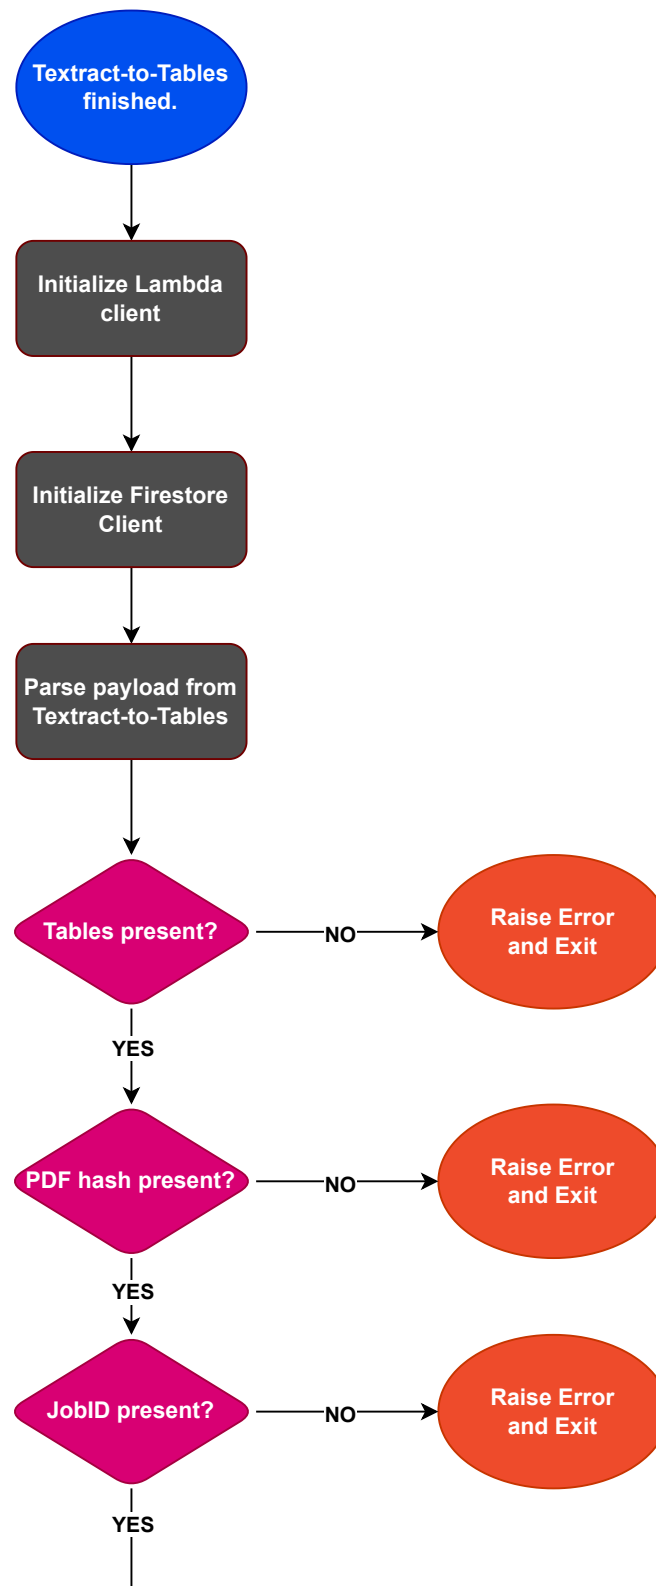 Textract-to-Tables
finished.
Initialize Lambda
client
Initialize Firestore
Client
Parse payload from
Textract-to-Tables
Tables present?
NO
Raise Error
and Exit
YES
PDF hash present?
NO
Raise Error
and Exit
YES
JobID present?
NO
Raise Error
and Exit
YES